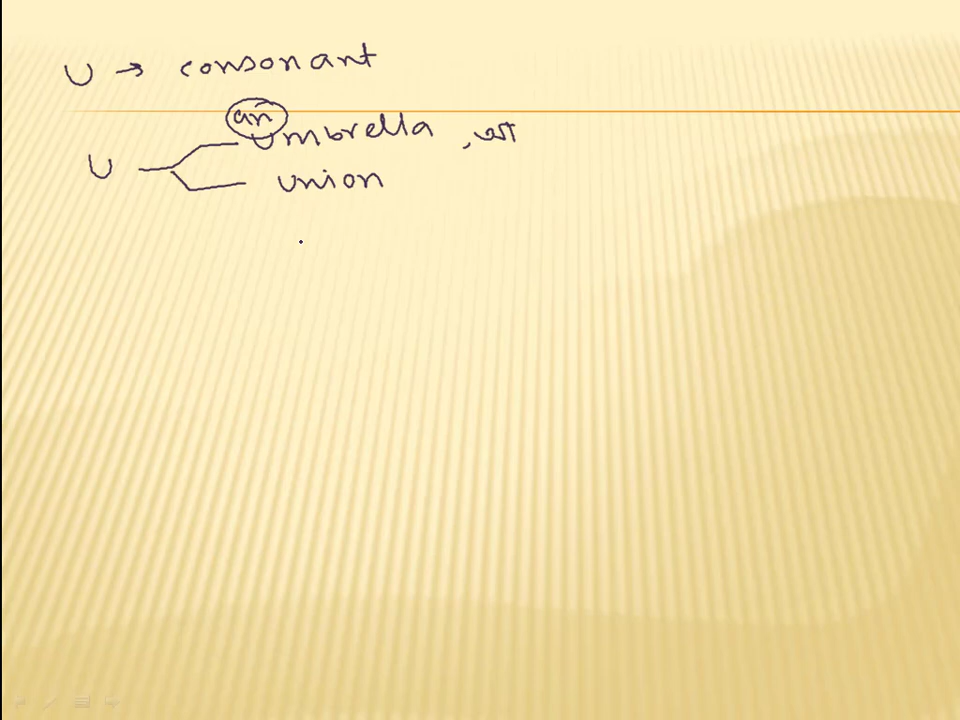 U → consonant
an
U umbrella ,
union